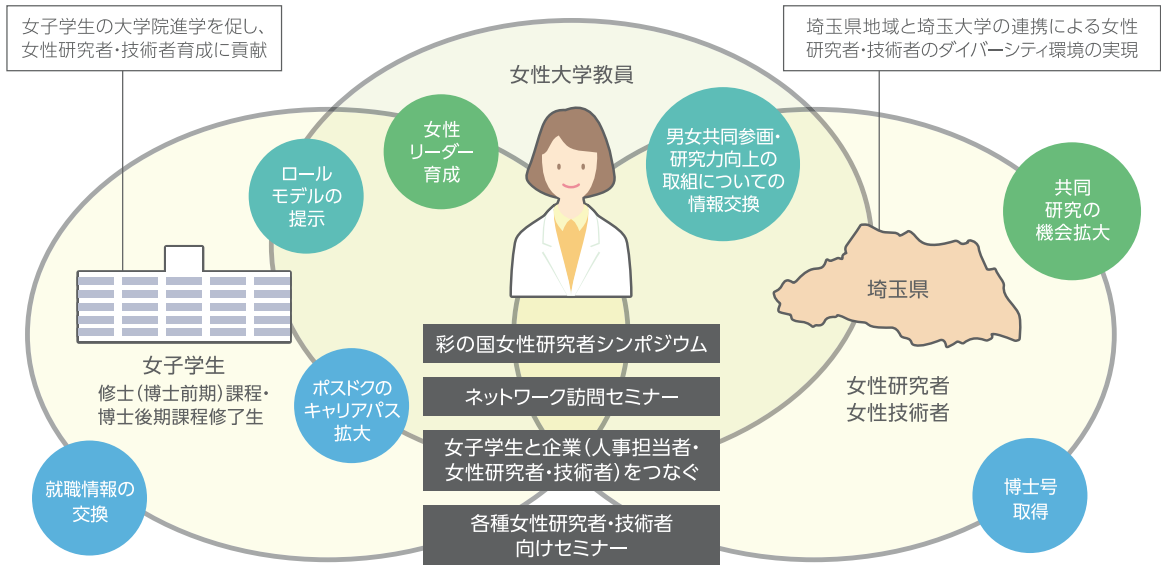 女子学生の大学院進学を促し、
女性研究者・技術者育成に貢献
埼玉県地域と埼玉大学の連携による女性
研究者・技術者のダイバーシティ環境の実現
女性大学教員
女性
リーダー
育成
男女共同参画・
研究力向上の
取組についての
情報交換
ロール
モデルの
提示
共同
研究の
機会拡大
埼玉県
女子学生
修士(博士前期)課程・
博士後期課程修了生
ポスドクの
キャリアパス
拡大
女性研究者
女性技術者
彩の国女性研究者シンポジウム
ネットワーク訪問セミナー
女子学生と企業(人事担当者・
女性研究者・技術者)をつなぐ
各種女性研究者・技術者
向けセミナー
就職情報の
交換
博士号
取得